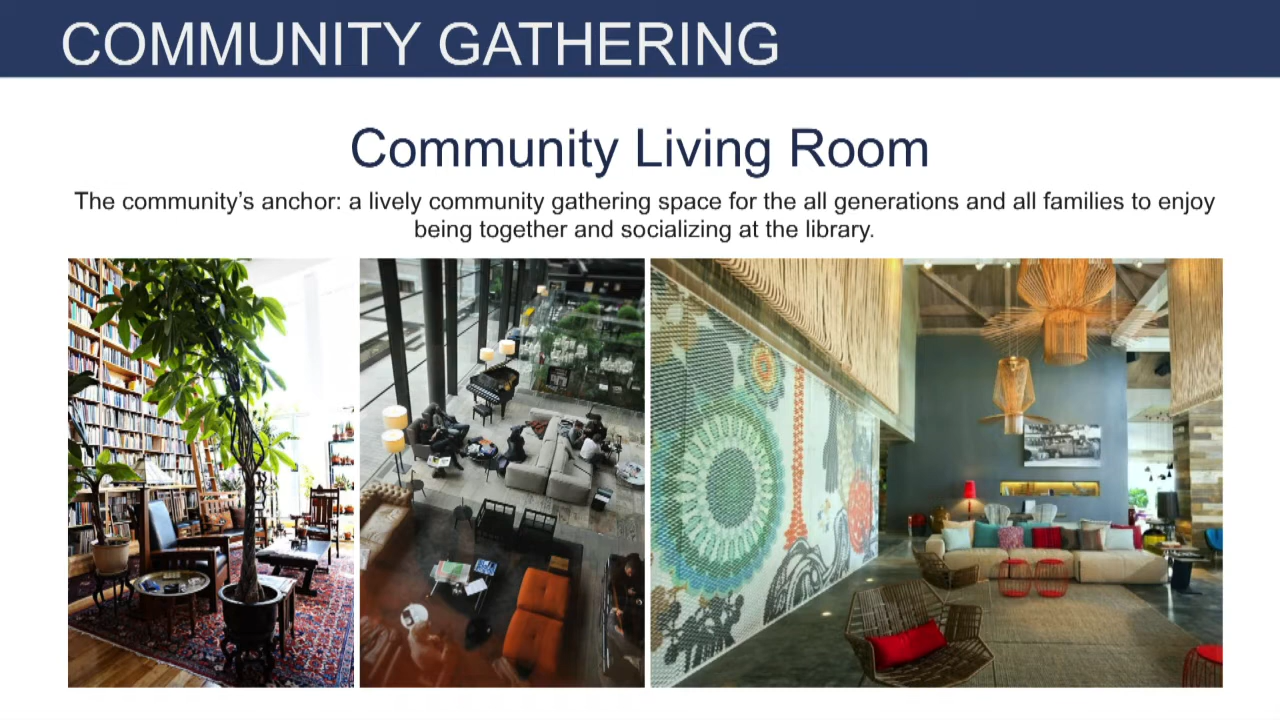 COMMUNITY GATHERING
Community Living Room
The community’s anchor: a lively community gathering space for the all generations and all families to enjoy
being together and socializing at the library.